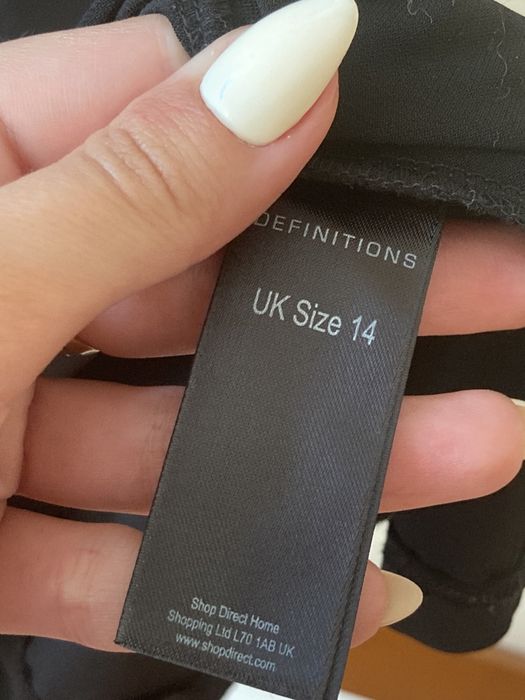 DEFINITIONS
UK Size 14
Shop Direct Home
Shopping Ltd L70 1AB UK
www.shopdirect.com